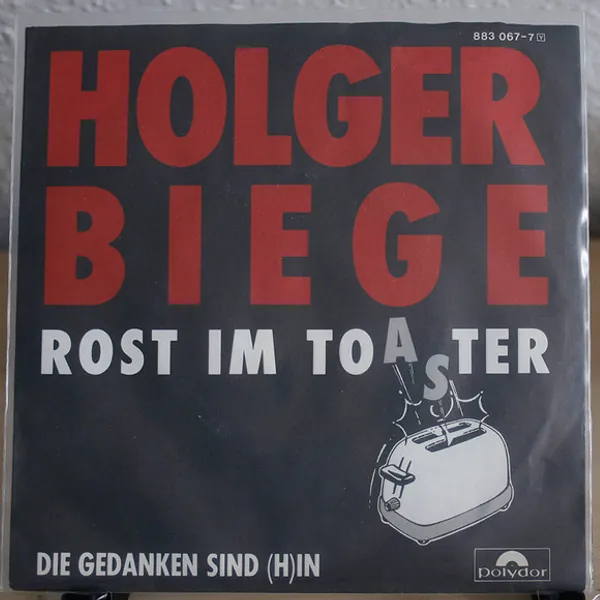 883 067-7 Y
HOLGER
BIEGE
ROST IM TOASTER
DIE GEDANKEN SIND (H)IN
polydor